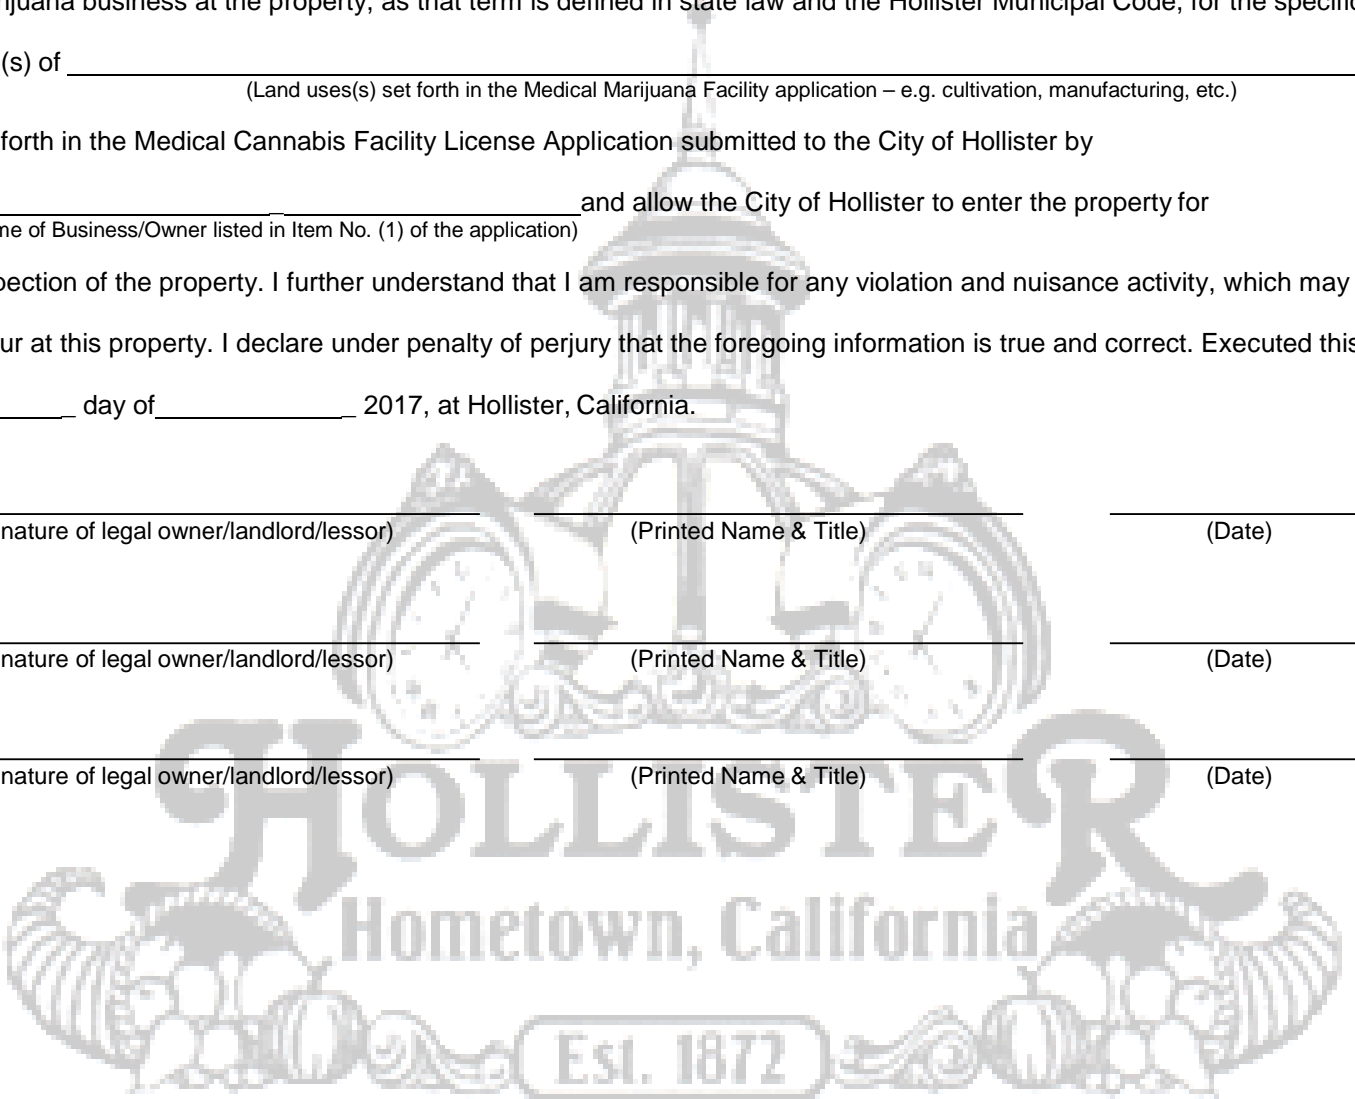 rijuana business at the property, as that term is defined in state law and the Hollister Municipal Code, for the specific
(s) of
(Land uses(s) set forth in the Medical Marijuana Facility application – e.g. cultivation, manufacturing, etc.)
forth in the Medical Cannabis Facility License Application submitted to the City of Hollister by
_ and allow the City of Hollister to enter the property for
me of Business/Owner listed in Item No. (1) of the application)
pection of the property. I further understand that I am responsible for any violation and nuisance activity, which may
ur at this property. I declare under penalty of perjury that the foregoing information is true and correct. Executed this
_ day of _ 2017, at Hollister, California.
nature of legal owner/landlord/lessor) (Printed Name & Title) (Date)
nature of legal owner/landlord/lessor) (Printed Name & Title) (Date)
nature of legal owner/landlord/lessor) (Printed Name & Title) (Date)
HOLLISTER
Hometown, California
Est. 1872